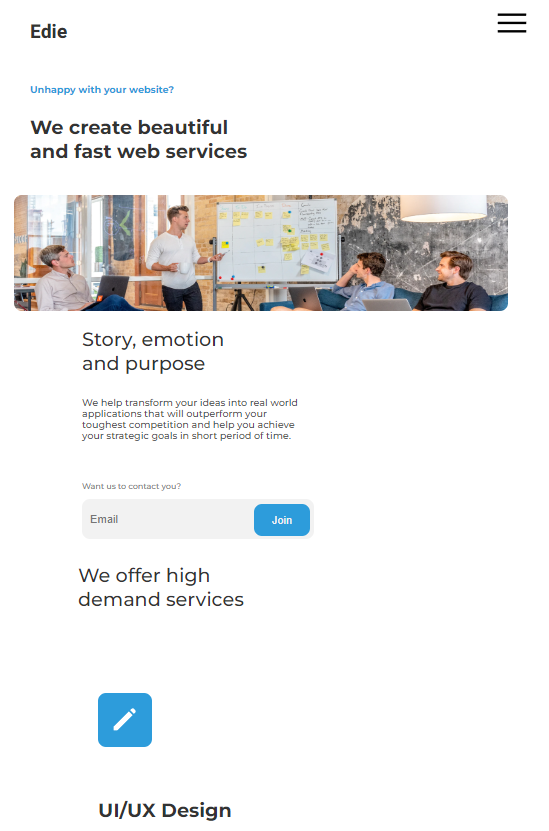 Edie
Unhappy with your website?
We create beautiful
and fast web services
Story, emotion
and purpose
We help transform your ideas into real world
applications that will outperform your
toughest competition and help you achieve
your strategic goals in short period of time.
Want us to contact you?
Email
Join
We offer high
demand services
UI/UX Design